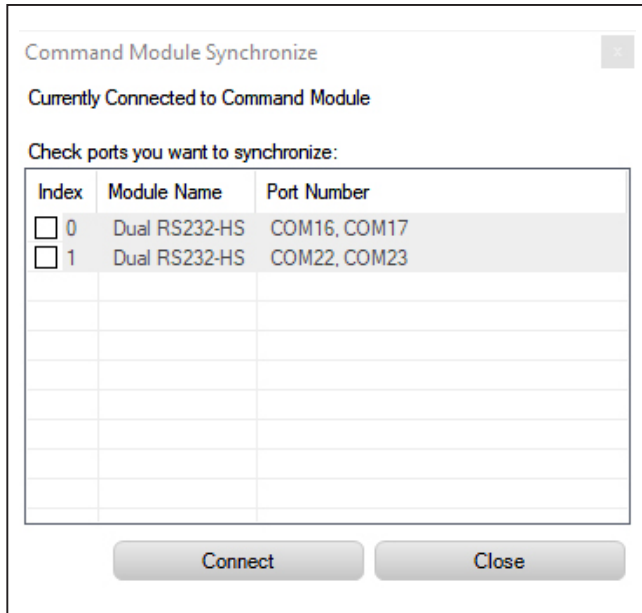 Command Module Synchronize
x
Currently Connected to Command Module
Check ports you want to synchronize:
Index Module Name Port Number
0 Dual RS232-HS COM16, COM17
1 Dual RS232-HS COM22, COM23
Connect Close